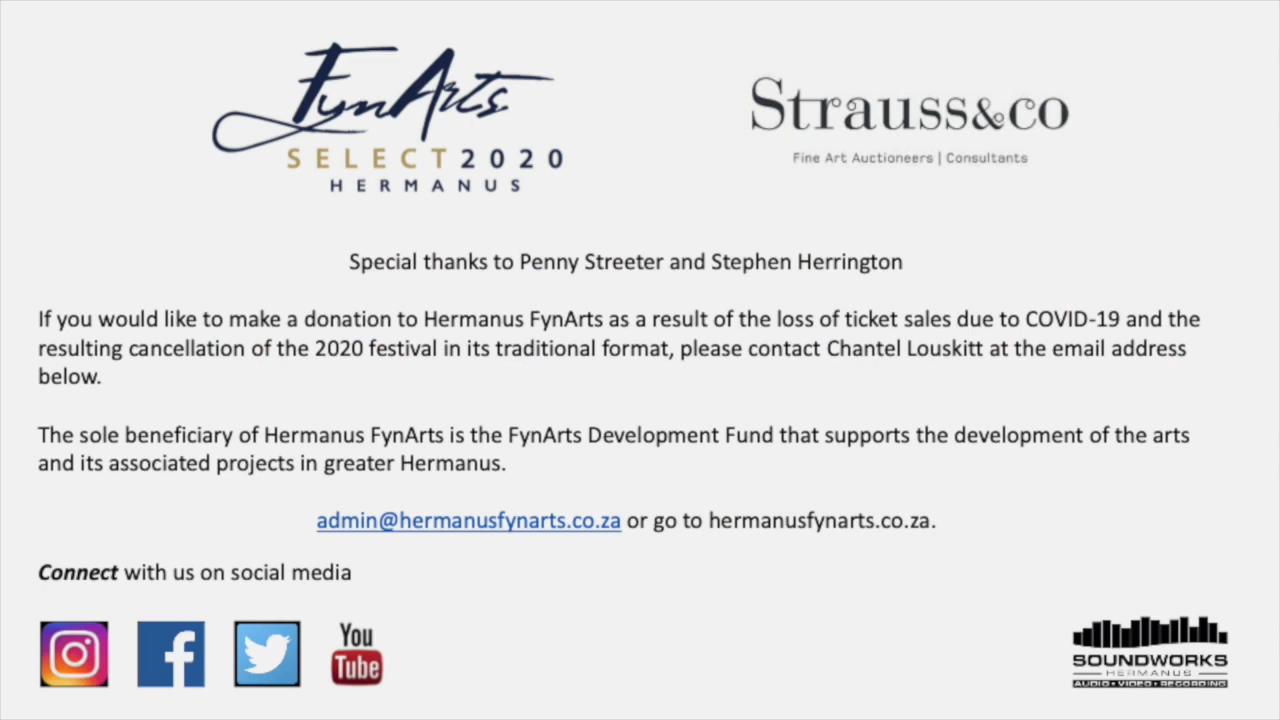 FynArts
SELECT 2020
HERMANUS
Strauss&co
Fine Art Auctioneers | Consultants
Special thanks to Penny Streeter and Stephen Herrington
If you would like to make a donation to Hermanus FynArts as a result of the loss of ticket sales due to COVID-19 and the
resulting cancellation of the 2020 festival in its traditional format, please contact Chantel Louskitt at the email address
below.
The sole beneficiary of Hermanus FynArts is the FynArts Development Fund that supports the development of the arts
and its associated projects in greater Hermanus.
admin@hermanusfynarts.co.za or go to hermanusfynarts.co.za.
Connect with us on social media
You
Tube
SOUNDWORKS
HERMANUS
AUDIO • VIDEO • RECORDING